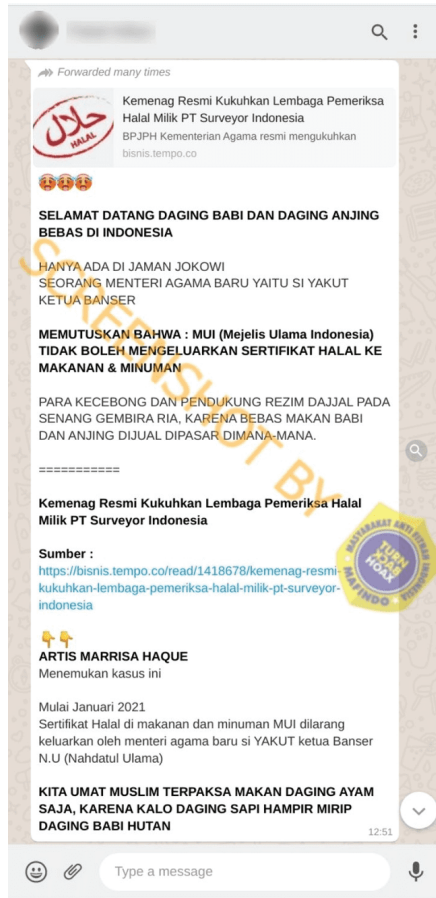 Forwarded many times
حلال
HALAL
Kemenag Resmi Kukuhkan Lembaga Pemeriksa
Halal Milik PT Surveyor Indonesia
BPJPH Kementerian Agama resmi mengukuhkan
bisnis.tempo.co
SELAMAT DATANG DAGING BABI DAN DAGING ANJING
BEBAS DI INDONESIA
HANYA ADA DI JAMAN JOKOWI
SEORANG MENTERI AGAMA BARU YAITU SI YAKUT
KETUA BANSER
MEMUTUSKAN BAHWA : MUI (Mejelis Ulama Indonesia)
TIDAK BOLEH MENGELUARKAN SERTIFIKAT HALAL KE
MAKANAN & MINUMAN
PARA KECEBONG DAN PENDUKUNG REZIM DAJJAL PADA
SENANG GEMBIRA RIA, KARENA BEBAS MAKAN BABI
DAN ANJING DIJUAL DIPASAR DIMANA-MANA.
===========
Kemenag Resmi Kukuhkan Lembaga Pemeriksa Halal
Milik PT Surveyor Indonesia
Sumber :
https://bisnis.tempo.co/read/1418678/kemenag-resmi-
kukuhkan-lembaga-pemeriksa-halal-milik-pt-surveyor-
indonesia
👇👇
ARTIS MARRISA HAQUE
Menemukan kasus ini
Mulai Januari 2021
Sertifikat Halal di makanan dan minuman MUI dilarang
keluarkan oleh menteri agama baru si YAKUT ketua Banser
N.U (Nahdatul Ulama)
KITA UMAT MUSLIM TERPAKSA MAKAN DAGING AYAM
SAJA, KARENA KALO DAGING SAPI HAMPIR MIRIP
DAGING BABI HUTAN
12:51
Type a message
SCREENSHOT BY
MASYARAKAT ANTI FITNAH INDONESIA
TURN BACK HOAX
MAFINDO